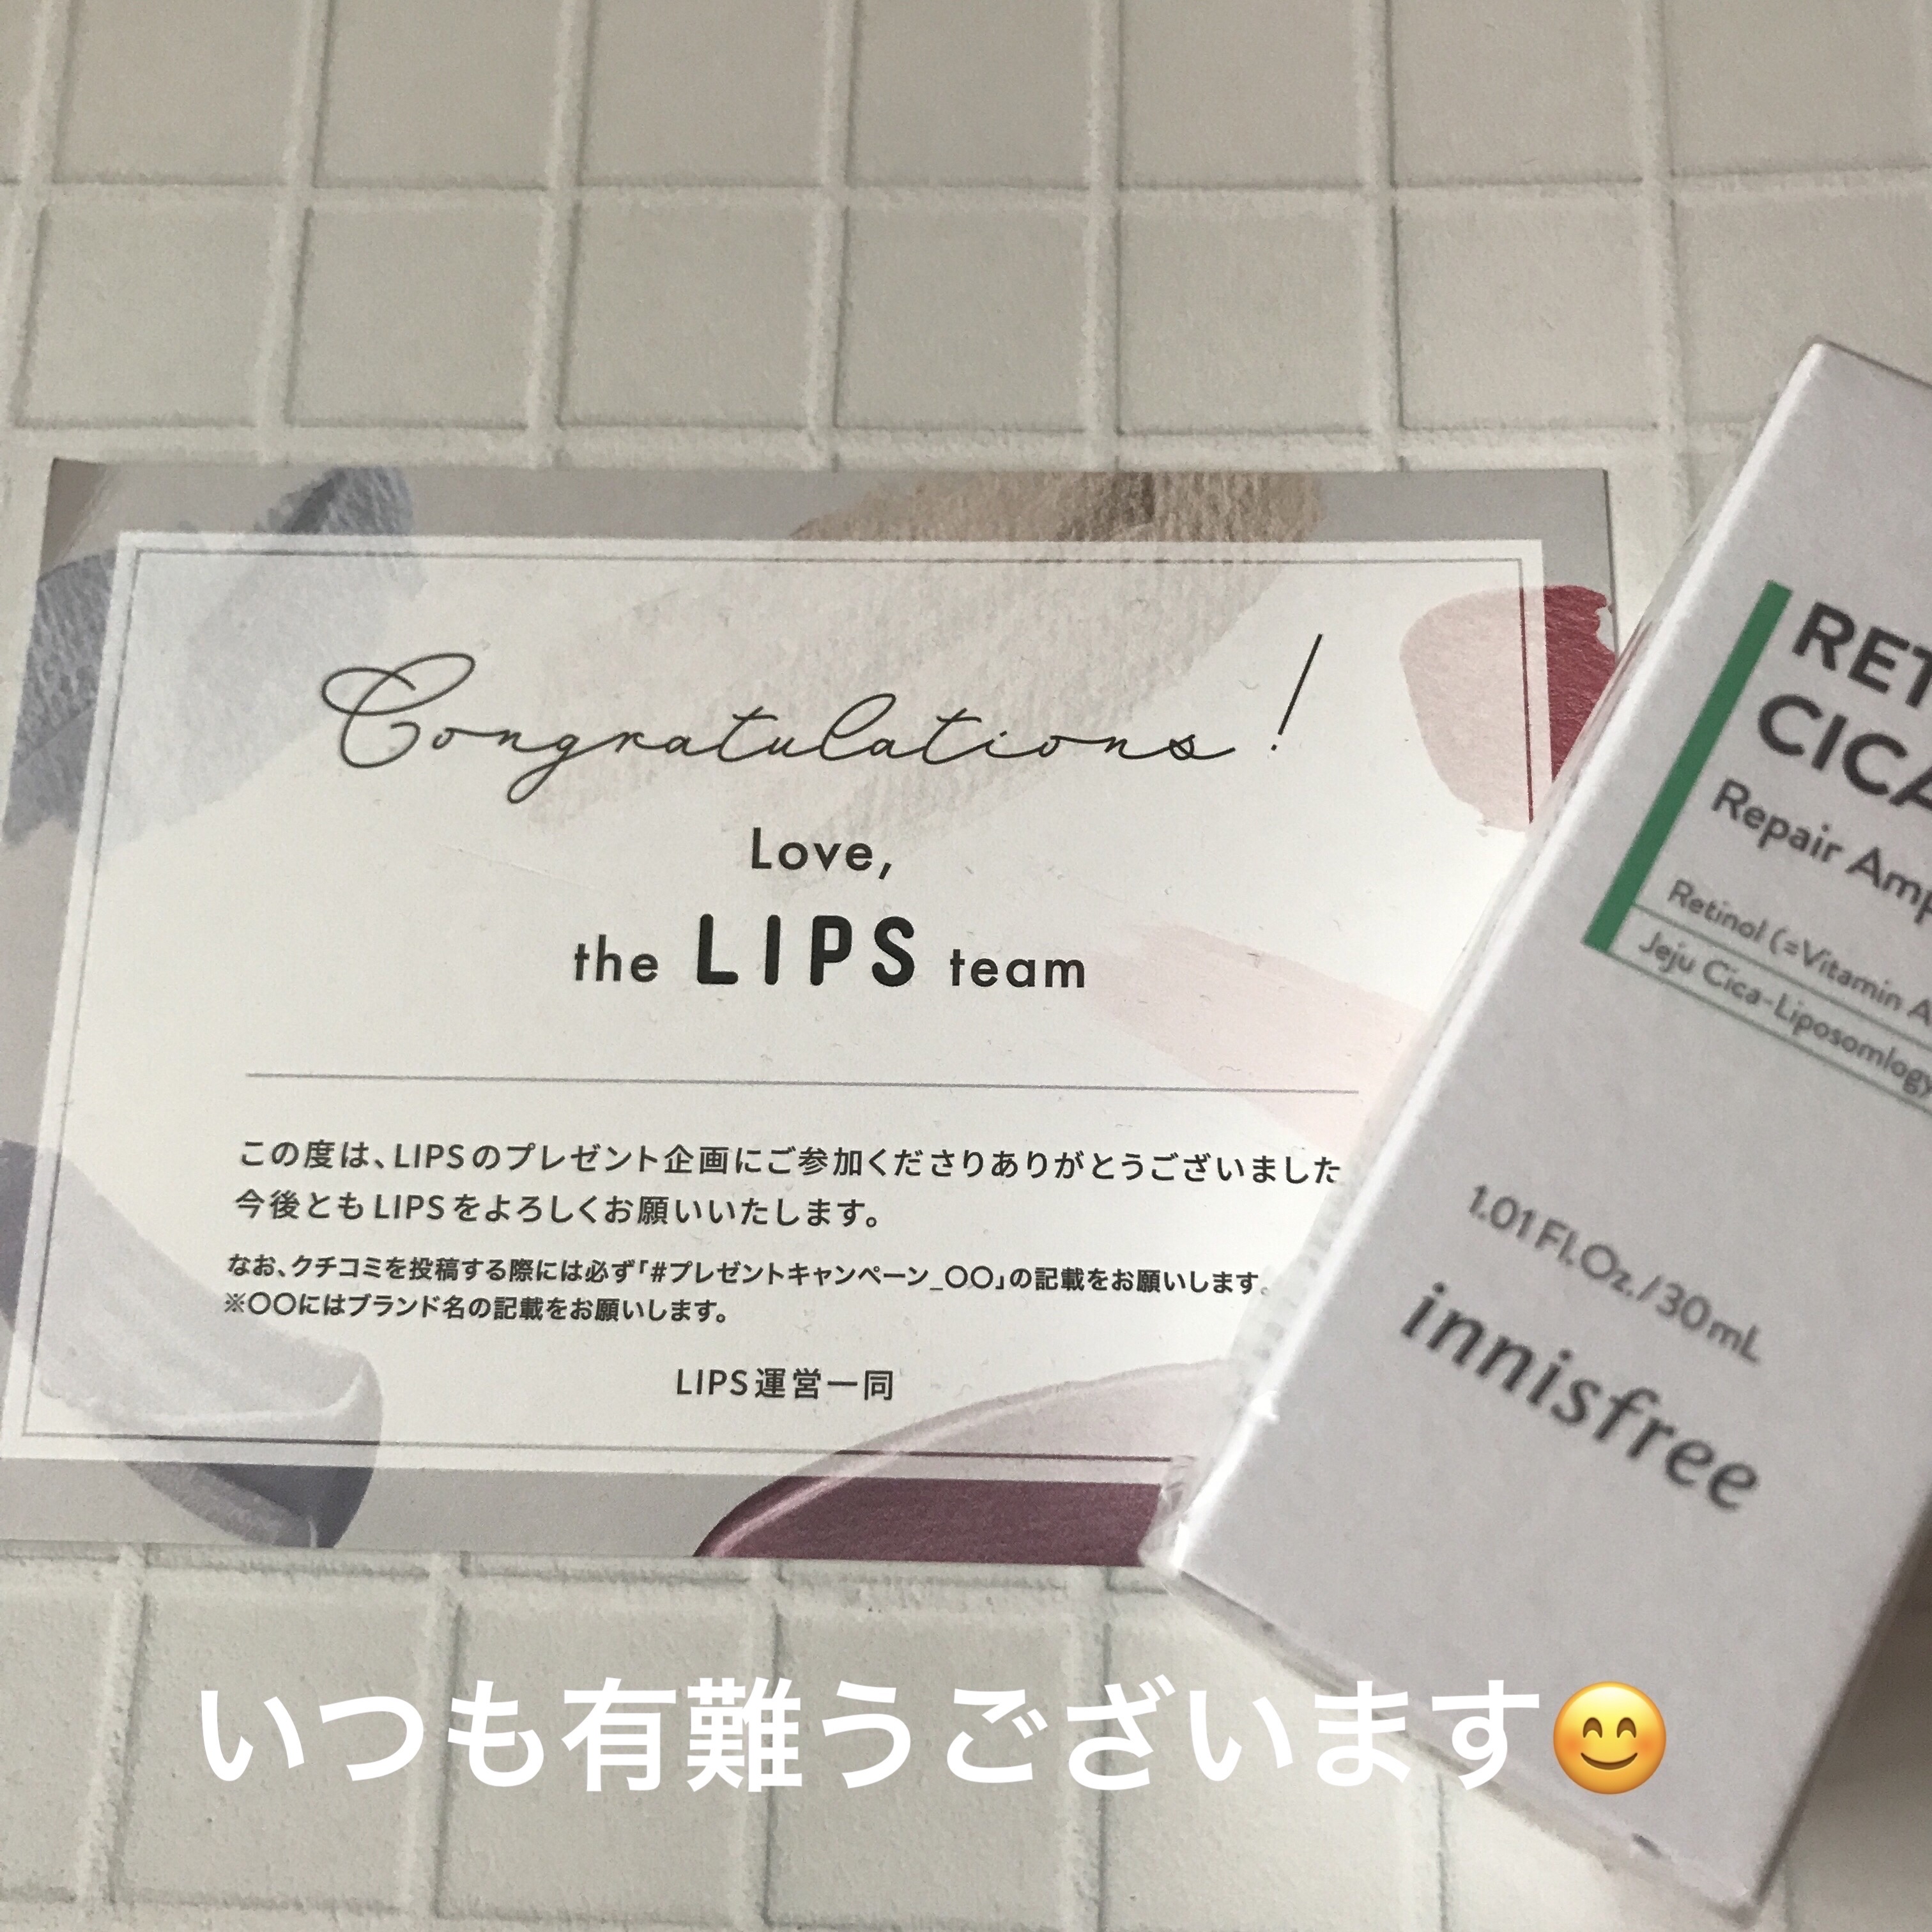 Congratulations!
Love,
the LIPS team
この度は、LIPSのプレゼント企画にご参加くださりありがとうございました
今後ともLIPSをよろしくお願いいたします。
なお、クチコミを投稿する際には必ず「#プレゼントキャンペーン_〇〇」の記載をお願いします。
※〇〇にはブランド名の記載をお願いします。
LIPS運営一同
RET
CICA
Repair Amp
Retinol (=Vitamin A
Jeju Cica-Liposomlogy
1.01 Fl.Oz. / 30mL
innisfree
いつも有難うございます😊